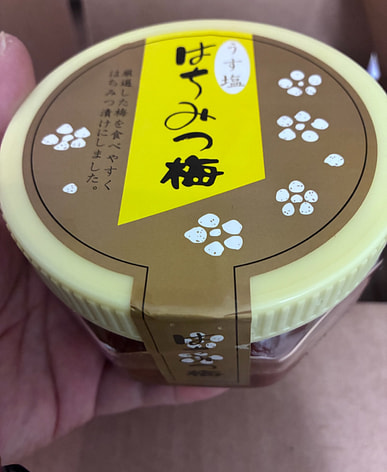 うす塩
はちみつ梅
厳選した梅を食べやすく
はちみつ漬けにしました。
はちみつ梅